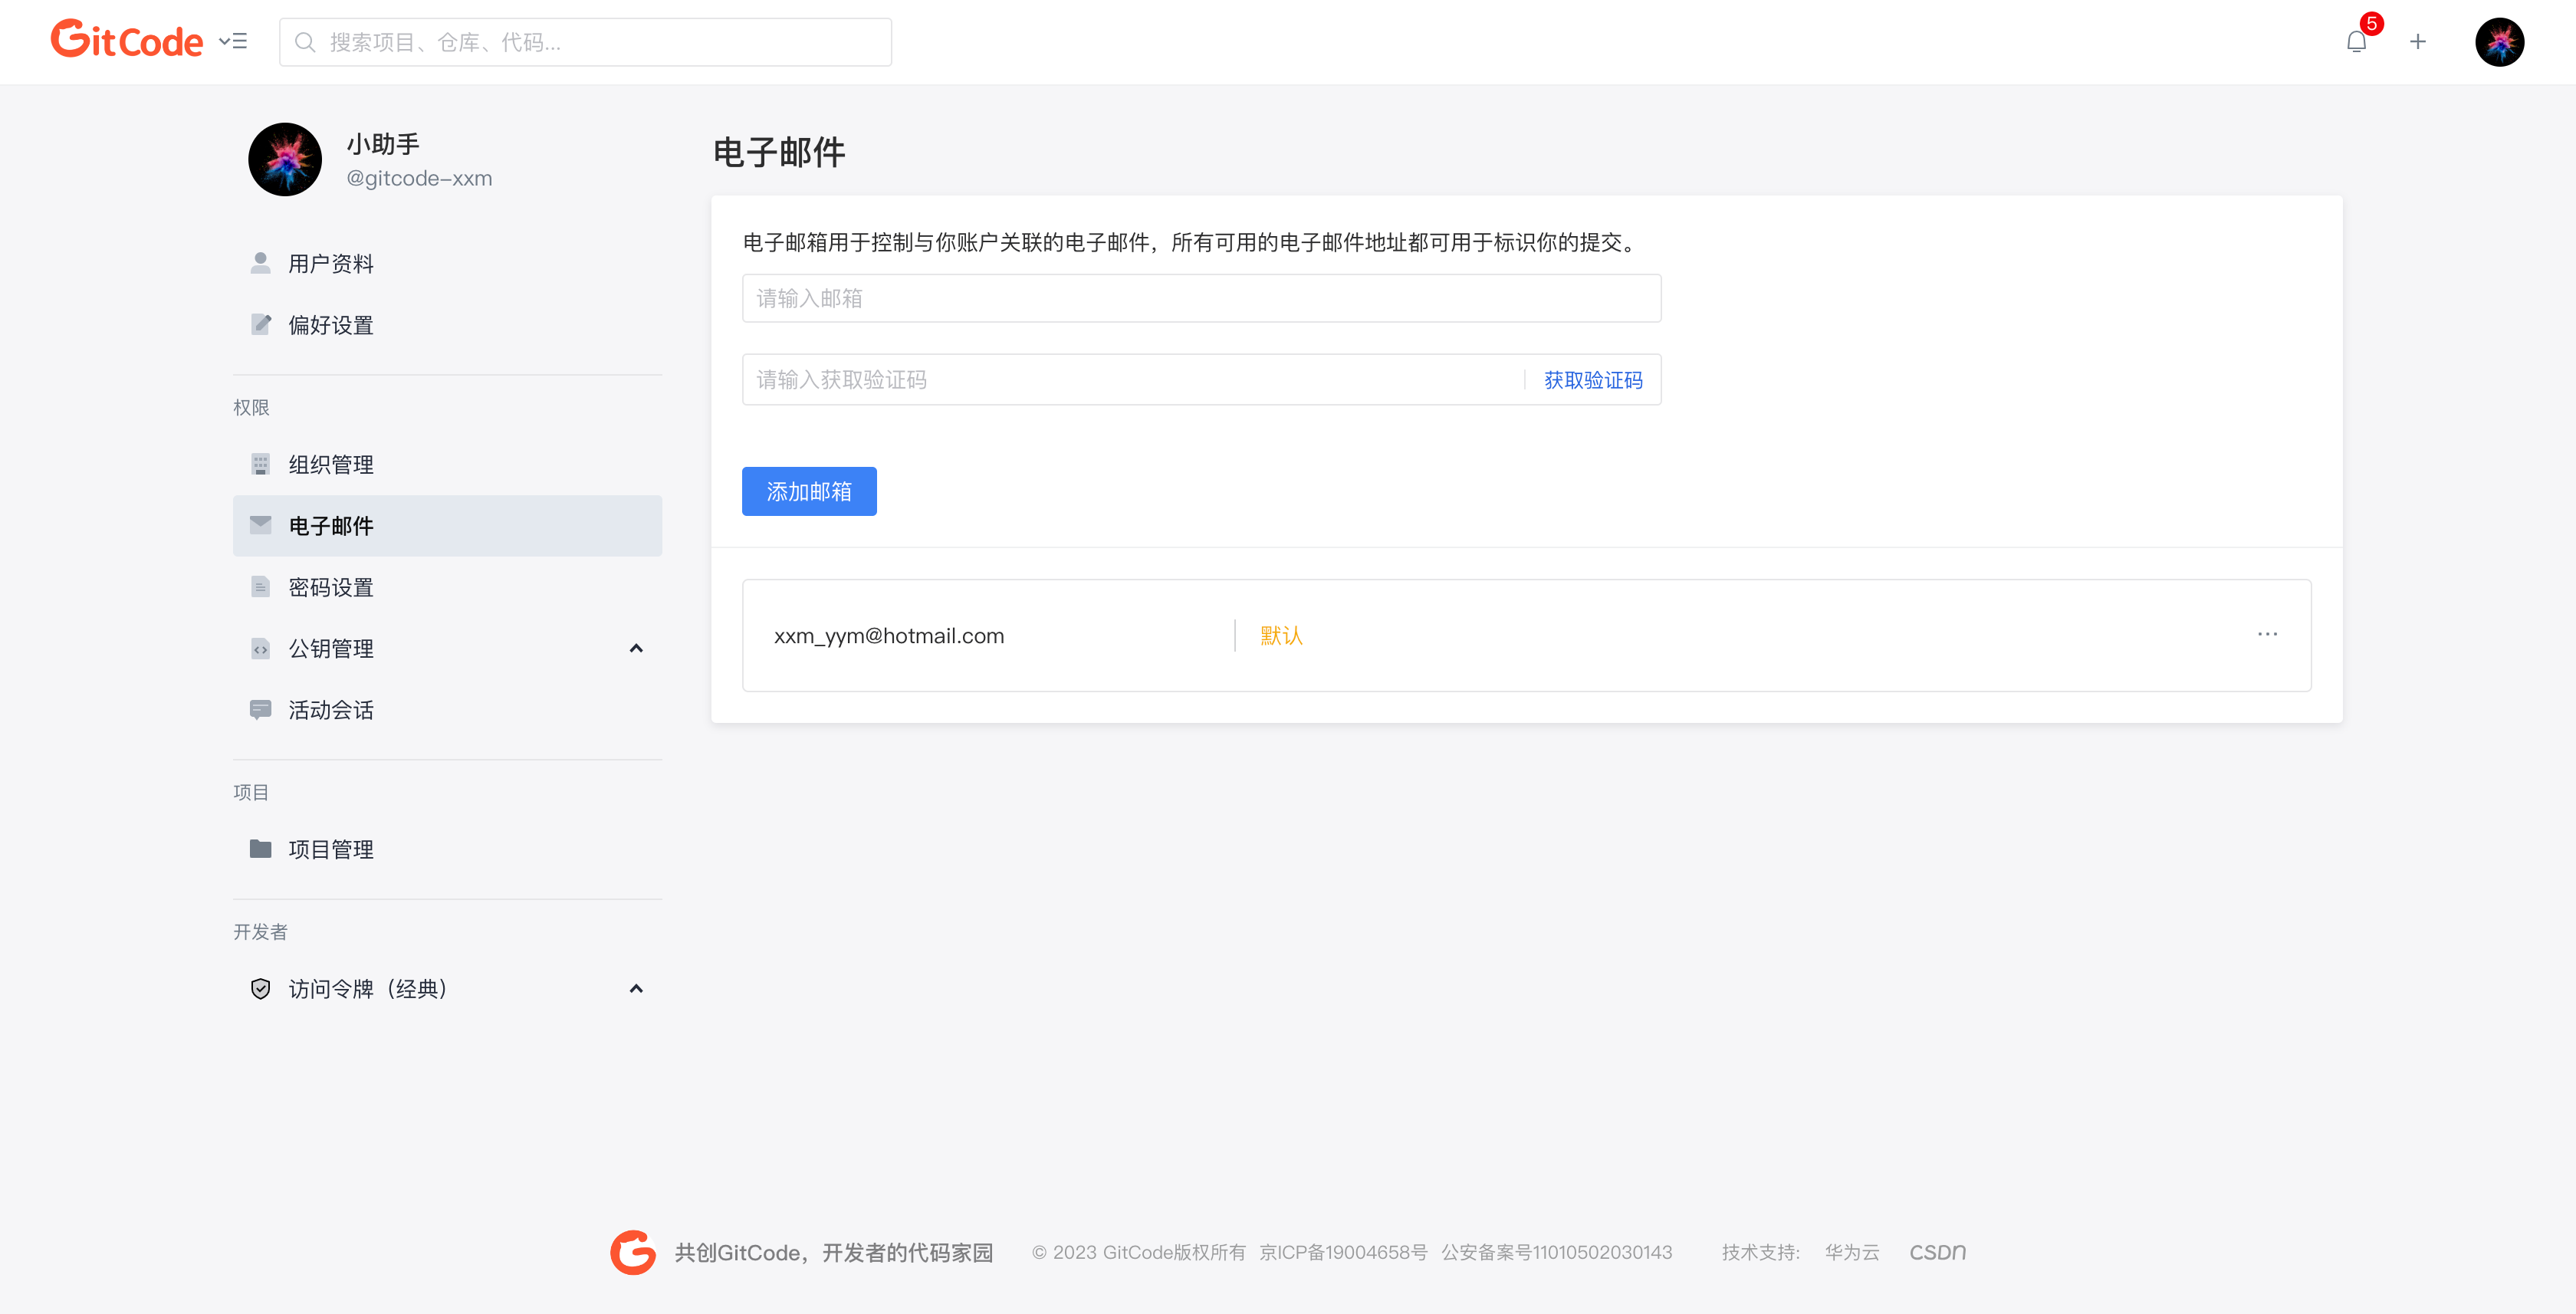 GitCode
搜索项目、仓库、代码...
5
小助手
@gitcode-xxm
用户资料
偏好设置
权限
组织管理
电子邮件
密码设置
公钥管理
活动会话
项目
项目管理
开发者
访问令牌（经典）
电子邮件
电子邮箱用于控制与你账户关联的电子邮件，所有可用的电子邮件地址都可用于标识你的提交。
请输入邮箱
请输入获取验证码 获取验证码
添加邮箱
xxm_yym@hotmail.com 默认
共创GitCode，开发者的代码家园 © 2023 GitCode版权所有 京ICP备19004658号 公安备案号11010502030143 技术支持: 华为云 CSDN